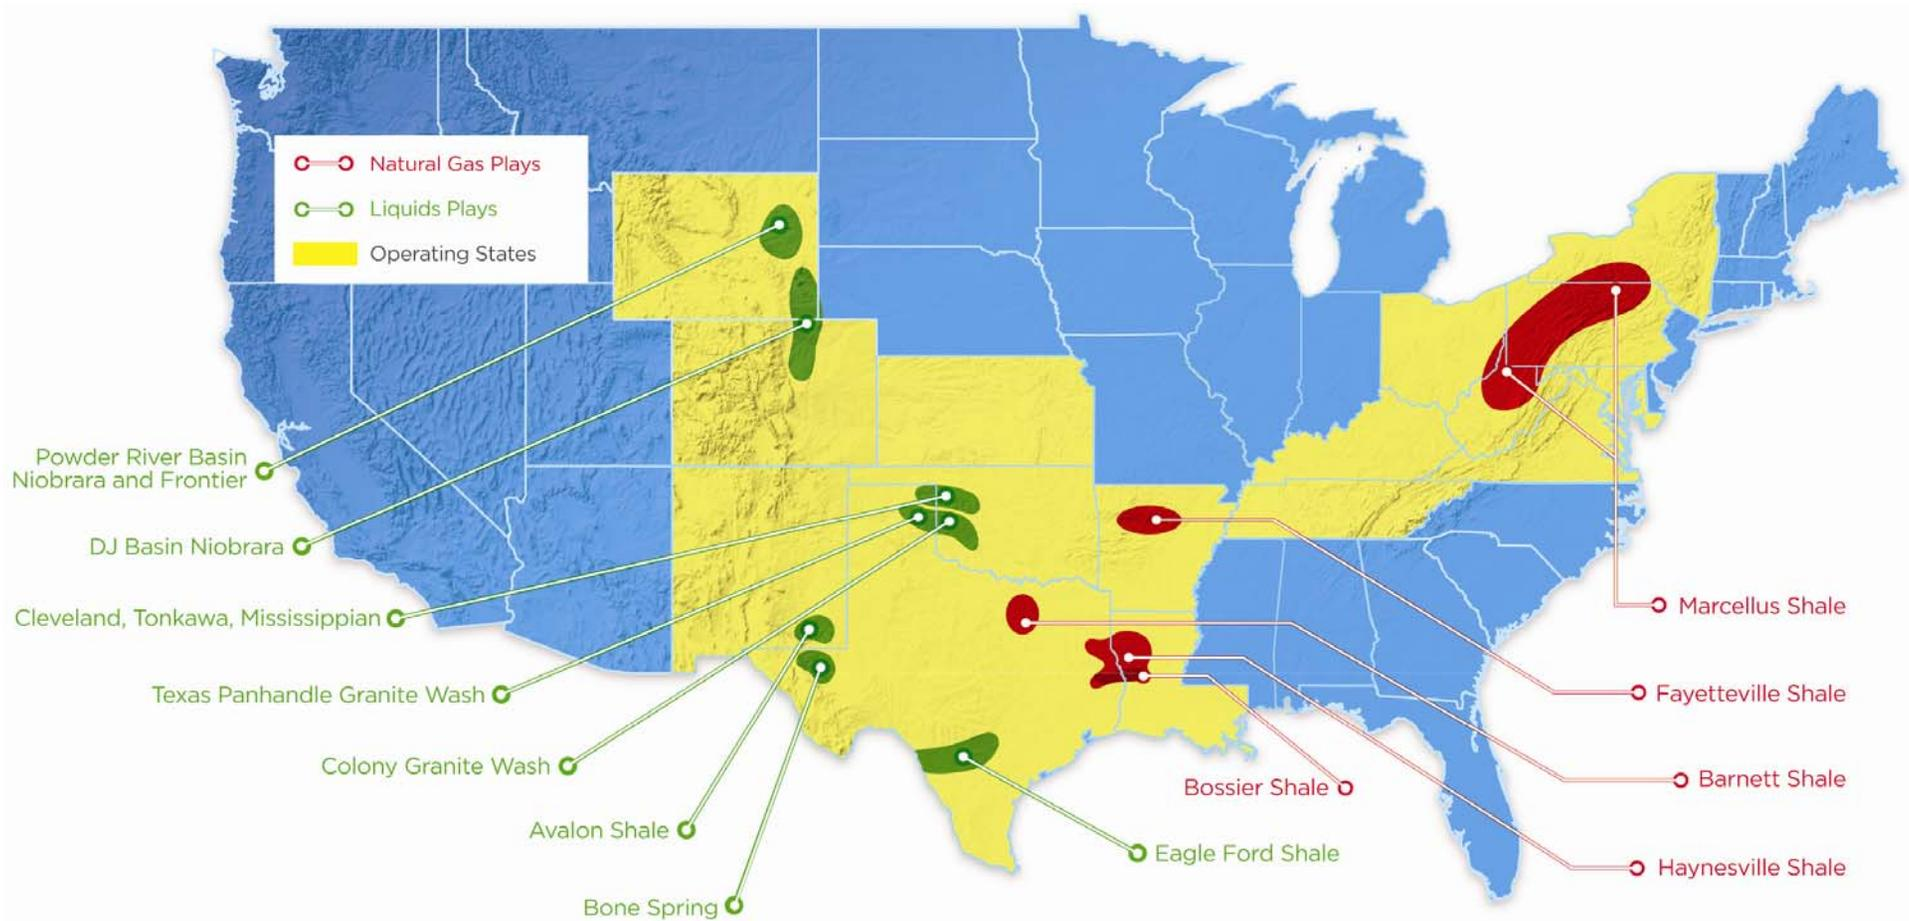 Natural Gas Plays
Liquids Plays
Operating States
Powder River Basin
Niobrara and Frontier
DJ Basin Niobrara
Cleveland, Tonkawa, Mississippian
Texas Panhandle Granite Wash
Colony Granite Wash
Avalon Shale
Bone Spring
Marcellus Shale
Fayetteville Shale
Barnett Shale
Bossier Shale
Eagle Ford Shale
Haynesville Shale